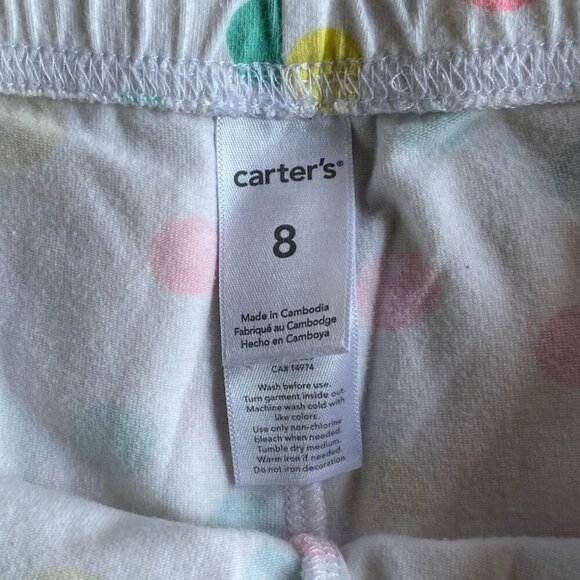 carter's®
8
Made in Cambodia
Fabriqué au Cambodge
Hecho en Camboya
CA# 14974
Wash before use.
Turn garment inside out.
Machine wash cold with
like colors.
Use only non-chlorine
bleach when needed.
Tumble dry medium.
Warm iron if needed.
Do not iron decoration.